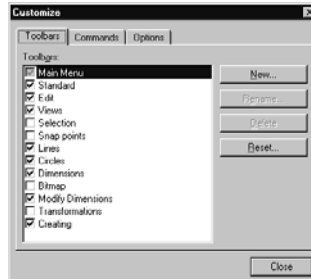 Customize
Toolbars Commands Options
Toolbars:
Main Menu
Standard
Edit
Views
Selection
Snap points
Lines
Circles
Dimensions
Bitmap
Modify Dimensions
Transformations
Creating
New...
Rename...
Delete
Reset...
Close